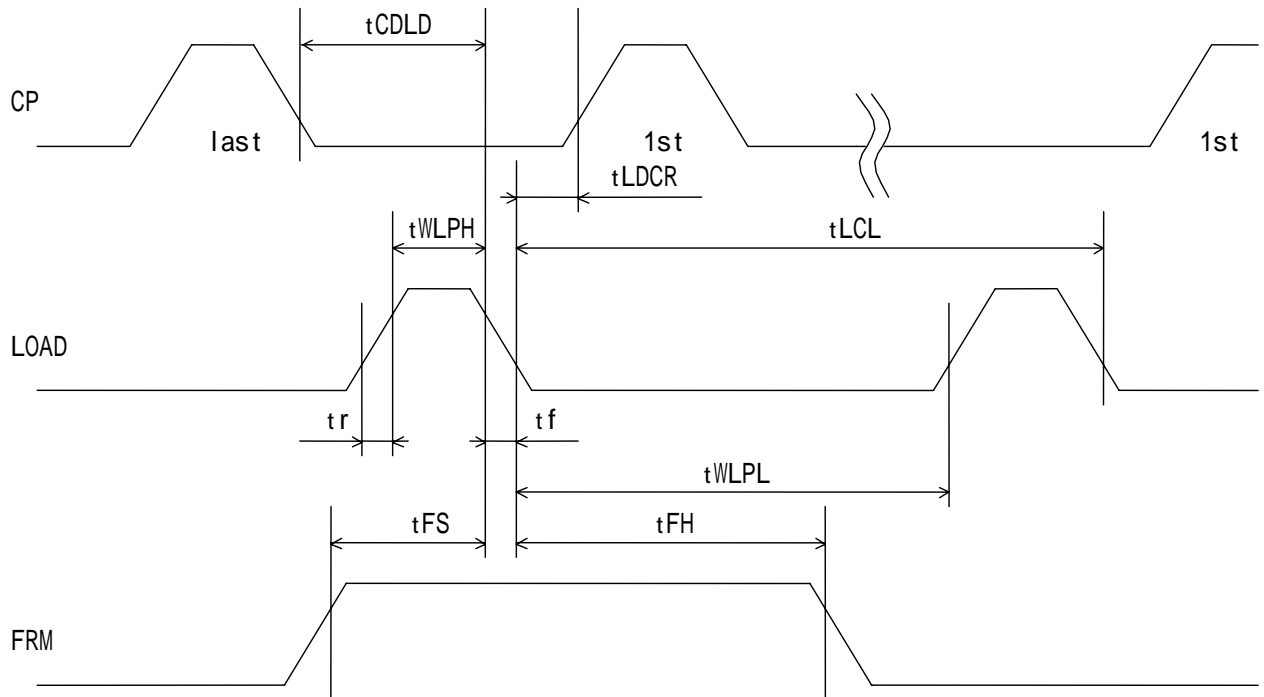 tCDLD
CP
last
1st
1st
tLDCR
tWLPH
tLCL
LOAD
tr
tf
tWLPL
tFS
tFH
FRM